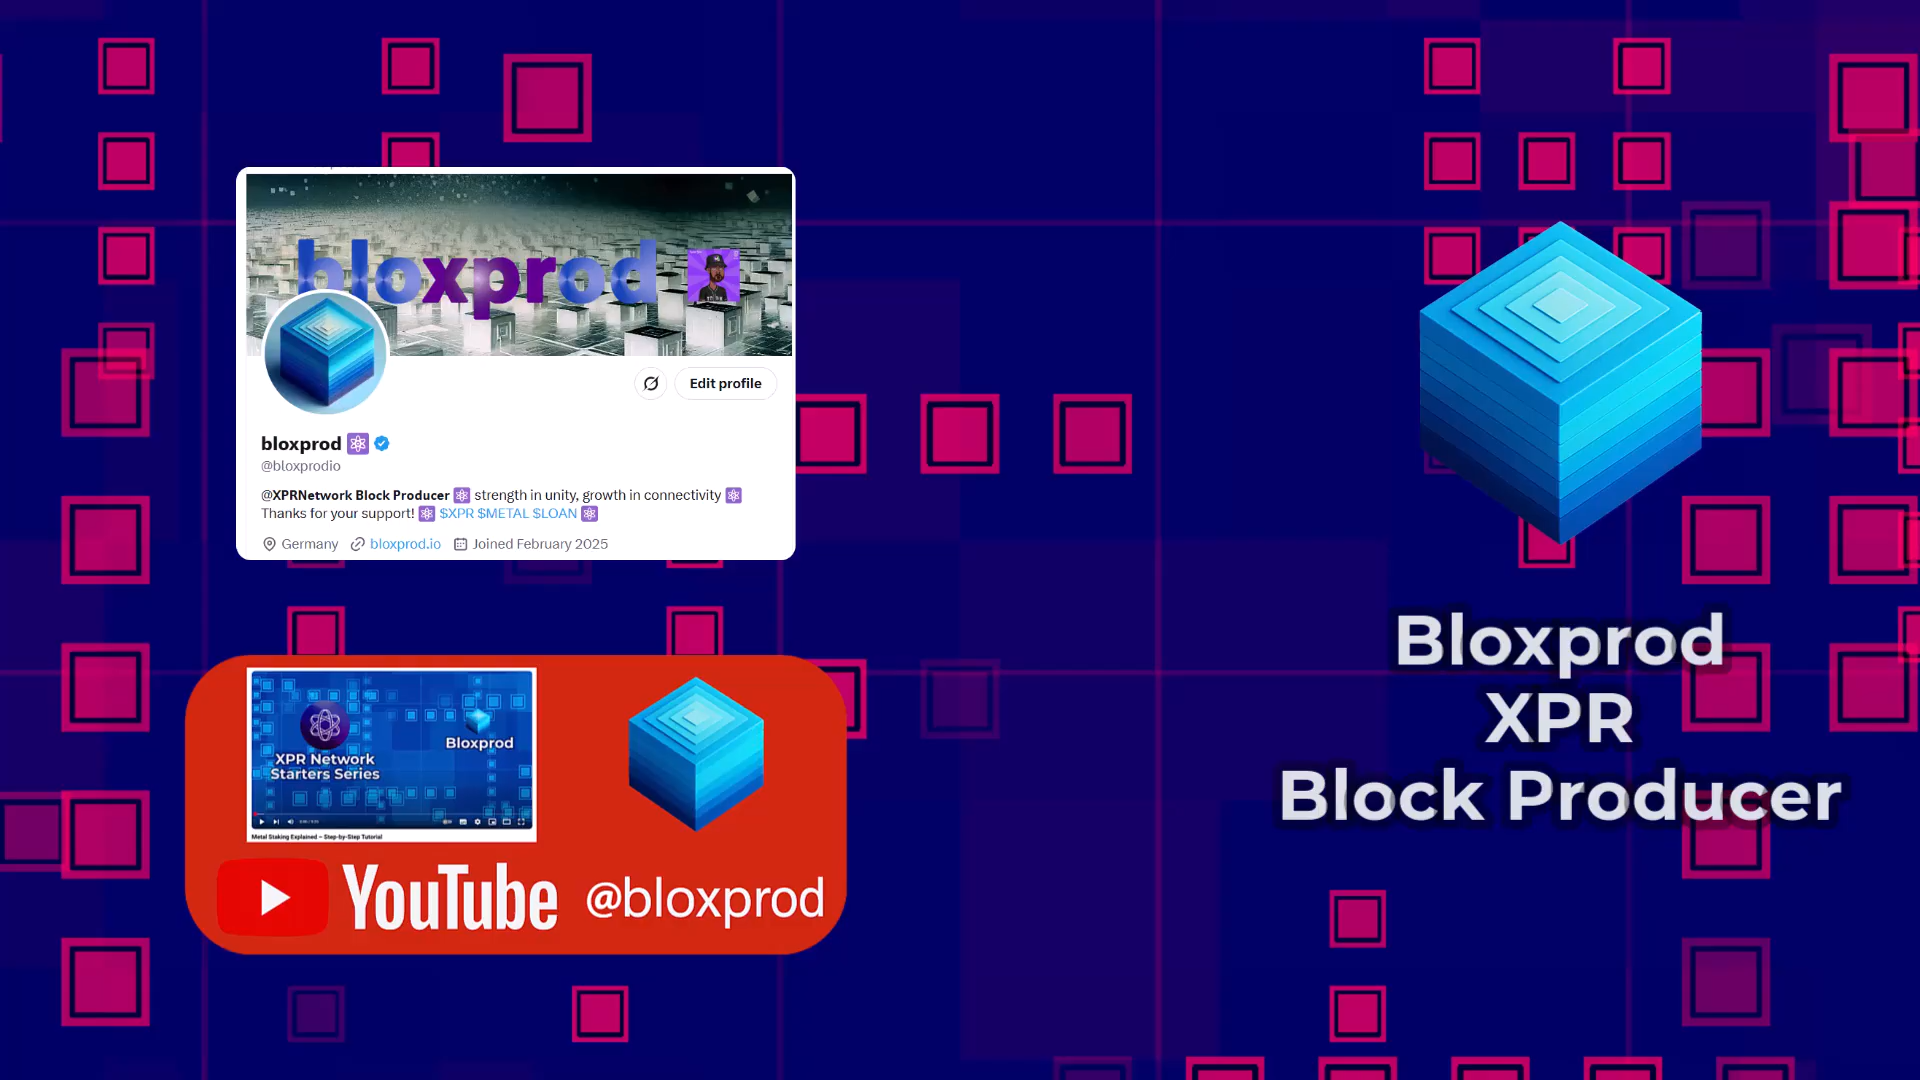 bloxprod
Edit profile
bloxprod
@bloxprodio
@XPRNetwork Block Producer strength in unity, growth in connectivity
Thanks for your support! $XPR $METAL $LOAN
Germany bloxprod.io Joined February 2025
XPR Network
Starters Series
Bloxprod
Metal Staking Explained – Step-by-Step Tutorial
YouTube @bloxprod
Bloxprod
XPR
Block Producer